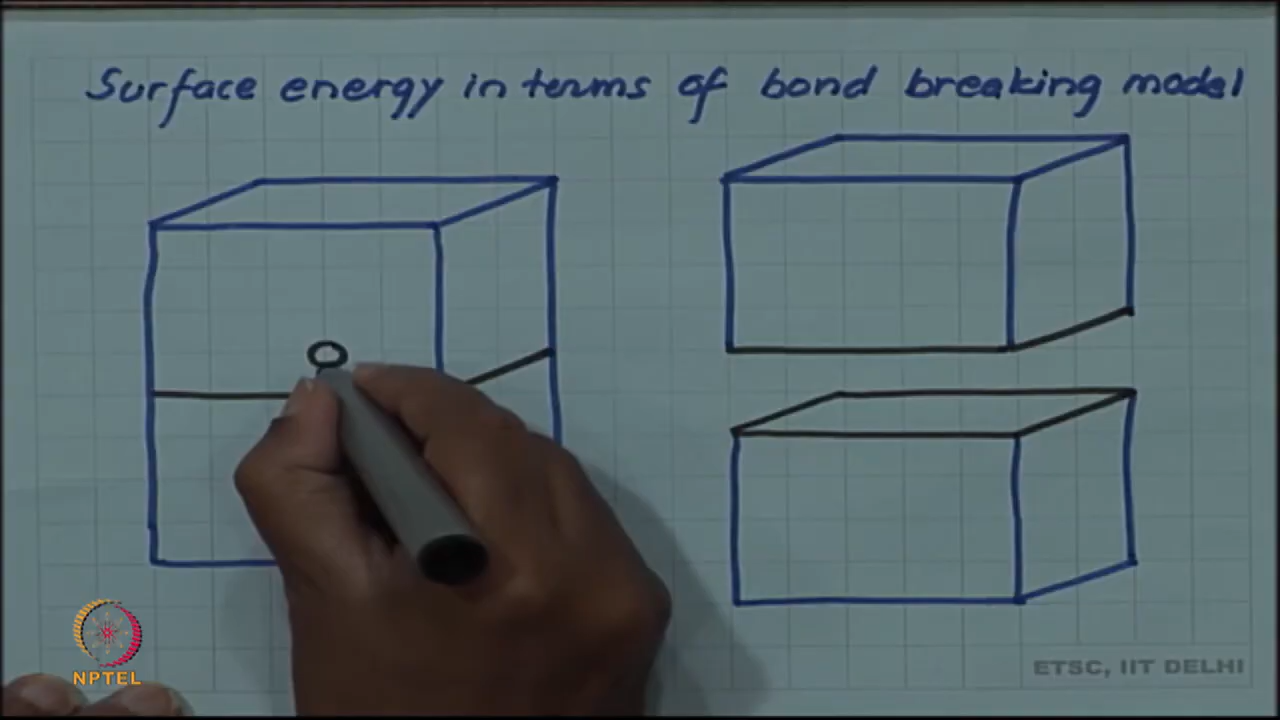 Surface energy in terms of bond breaking model
NPTEL
ETSC, IIT DELHI